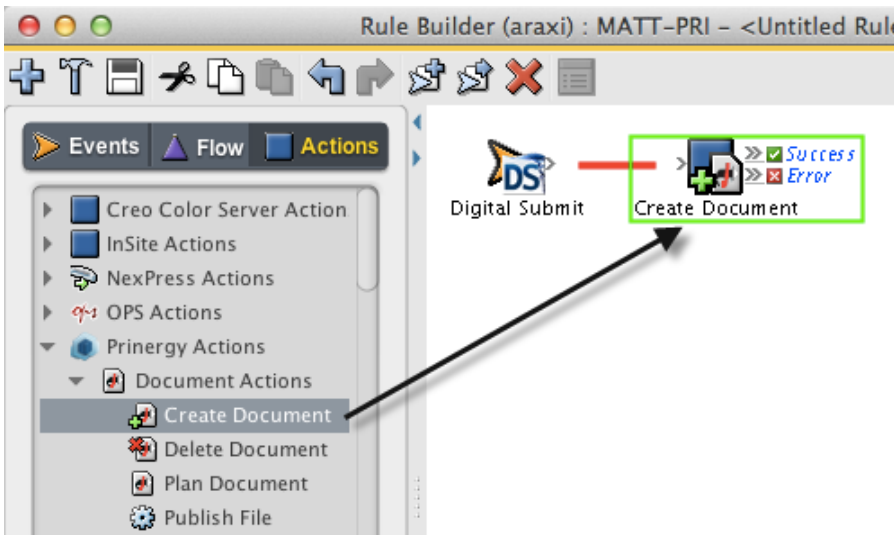 Rule Builder (araxi) : MATT-PRI – <Untitled Rul
Events
Flow
Actions
Creo Color Server Action
InSite Actions
NexPress Actions
OPS Actions
Prinergy Actions
Document Actions
Create Document
Delete Document
Plan Document
Publish File
DS
Digital Submit
Success
Error
Create Document